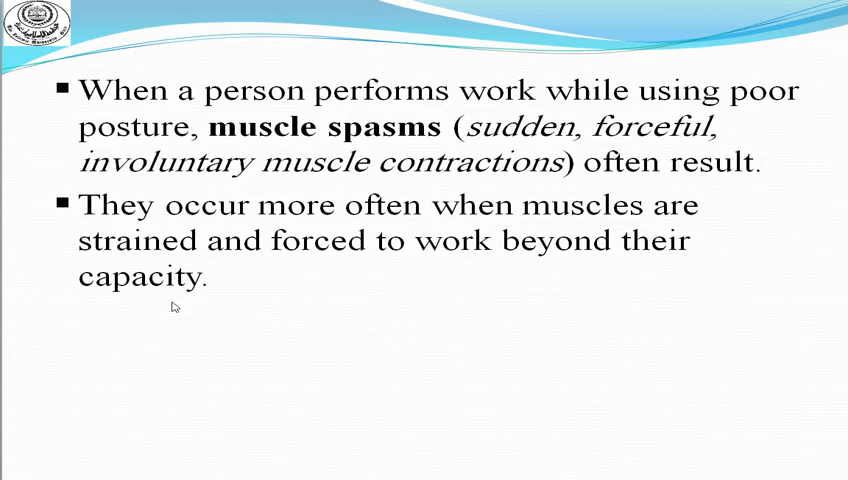 When a person performs work while using poor
posture, muscle spasms (sudden, forceful,
involuntary muscle contractions) often result.
They occur more often when muscles are
strained and forced to work beyond their
capacity.